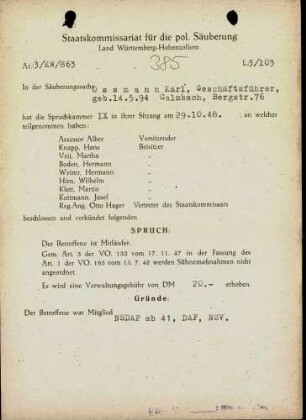 Staatskommissariat für die pol. Säuberung
Land Württemberg-Hohenzollern
Az. 3/KW/863
385
L3/103
In der Säuberungssache
Ossmann Karl, Geschäftsführer,
geb.14.5.94 Calmbach, Bergstr.76
hat die Spruchkammer IX in ihrer Sitzung am 29.10.48. an welcher
teilgenommen haben:
Assessor Alber Vorsitzender
Knapp, Hans Beisitzer
Veit, Martha „
Boden, Hermann „
Weimer, Hermann „
Hirn, Wilhelm „
Klett, Martin „
Kottmann, Josef „
Reg.Ang. Otto Hager Vertreter des Staatskommissars
beschlossen und verkündet folgenden
SPRUCH:
Der Betroffene ist Mitläufer.
Gem. Art. 5 der VO. 133 vom 17. 11. 47 in der Fassung des
Art. 1 der VO. 165 vom 13. 7. 48 werden Sühnemaßnahmen nicht
angeordnet.
Es wird eine Verwaltungsgebühr von DM 20.- erhoben.
Gründe:
Der Betroffene war Mitglied
NSDAP ab 41, DAF, NSV.